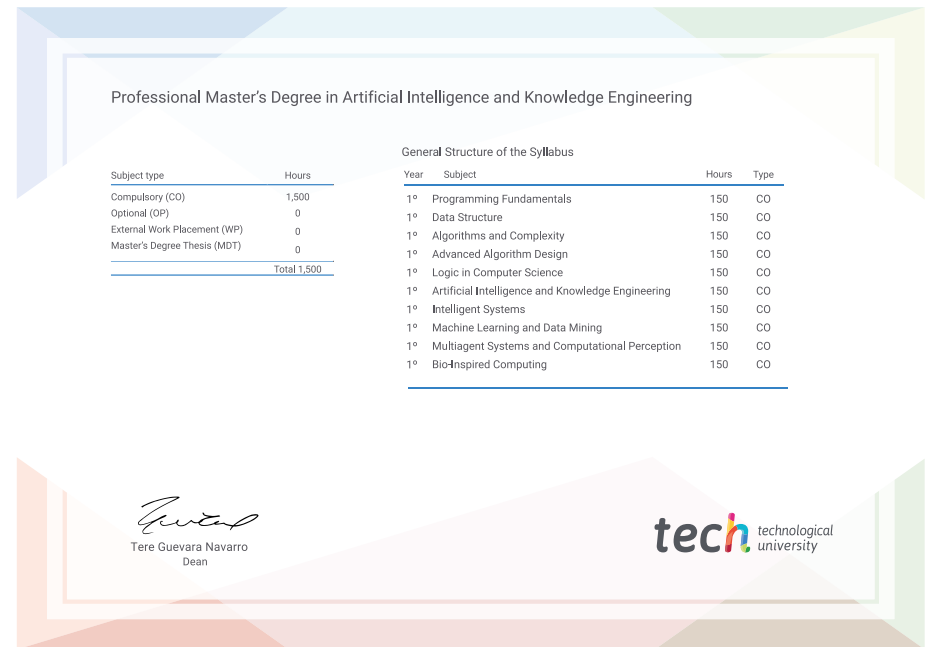 Professional Master's Degree in Artificial Intelligence and Knowledge Engineering
Subject type Hours
Compulsory (CO) 1,500
Optional (OP) 0
External Work Placement (WP) 0
Master's Degree Thesis (MDT) 0
Total 1,500
General Structure of the Syllabus
Year Subject Hours Type
1º Programming Fundamentals 150 CO
1º Data Structure 150 CO
1º Algorithms and Complexity 150 CO
1º Advanced Algorithm Design 150 CO
1º Logic in Computer Science 150 CO
1º Artificial Intelligence and Knowledge Engineering 150 CO
1º Intelligent Systems 150 CO
1º Machine Learning and Data Mining 150 CO
1º Multiagent Systems and Computational Perception 150 CO
1º Bio-Inspired Computing 150 CO
Tere Guevara Navarro
Dean
tech technological
university